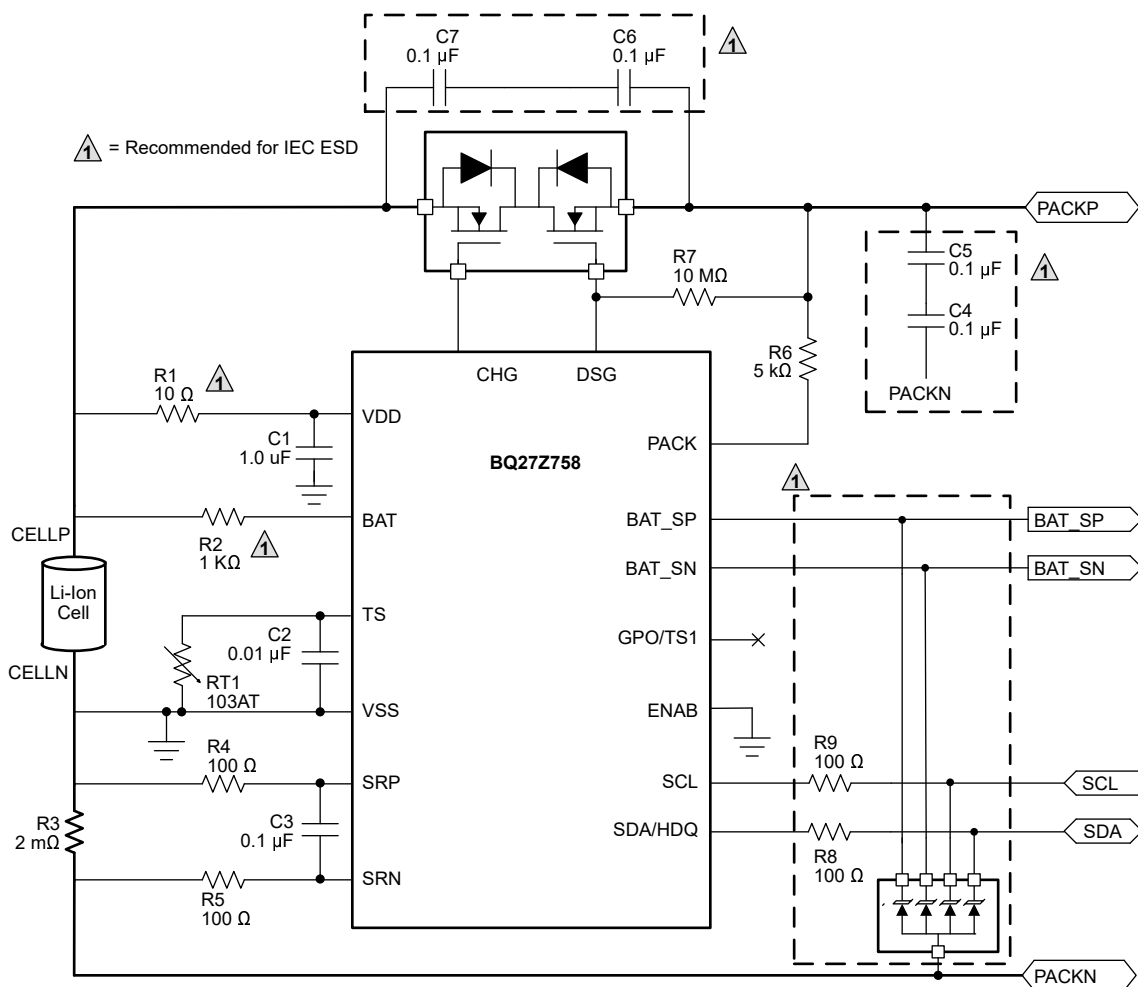 C7
0.1 µF
C6
0.1 µF
1
1 = Recommended for IEC ESD
PACKP
R7
10 MΩ
C5
0.1 µF
1
C4
0.1 µF
PACKN
R6
5 kΩ
R1
10 Ω
1
CHG
DSG
VDD
C1
1.0 uF
PACK
BQ27Z758
1
BAT
BAT_SP
BAT_SP
CELLP
R2
1 KΩ
1
BAT_SN
BAT_SN
Li-Ion
Cell
TS
C2
0.01 µF
GPO/TS1
CELLN
RT1
103AT
VSS
ENAB
R4
100 Ω
R9
100 Ω
SRP
SCL
SCL
R3
2 mΩ
C3
0.1 µF
SDA/HDQ
SDA
R8
100 Ω
SRN
R5
100 Ω
PACKN